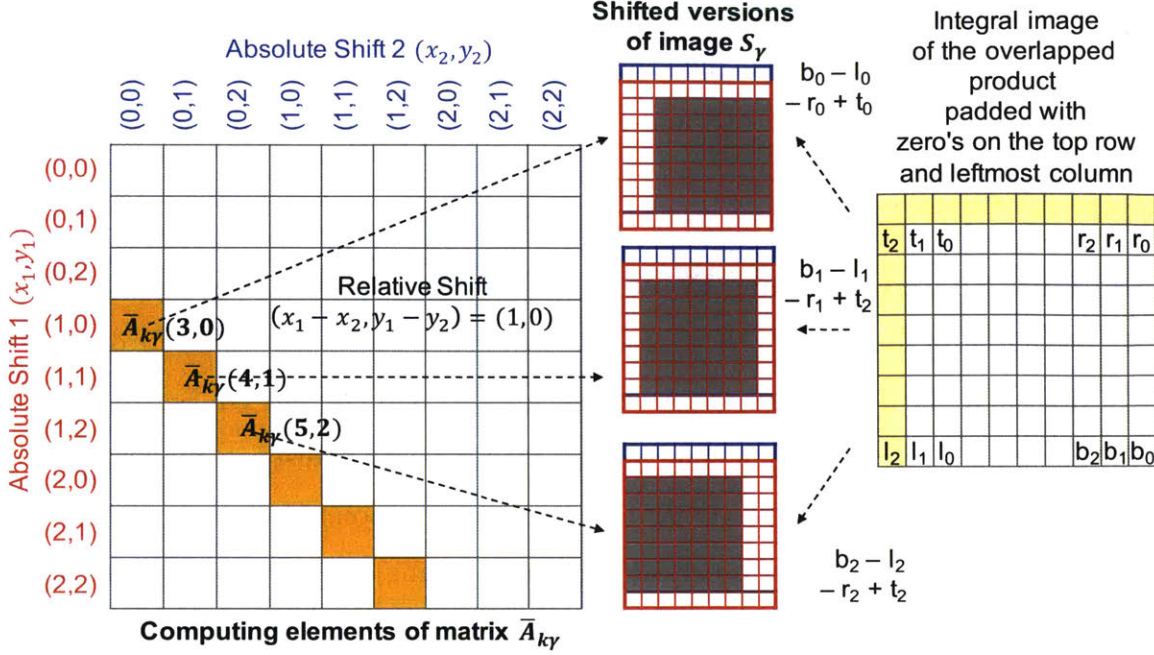 Absolute Shift 2 (x₂, y₂)
(0,0) (0,1) (0,2) (1,0) (1,1) (1,2) (2,0) (2,1) (2,2)
Absolute Shift 1 (x₁, y₁)
(0,0)
(0,1)
(0,2)
(1,0)
(1,1)
(1,2)
(2,0)
(2,1)
(2,2)
Relative Shift
(x₁ − x₂, y₁ − y₂) = (1,0)
A̅ₖᵧ(3,0)
A̅ₖᵧ(4,1)
A̅ₖᵧ(5,2)
Computing elements of matrix A̅ₖᵧ
Shifted versions
of image Sᵧ
b₀ – l₀
– r₀ + t₀
b₁ – l₁
– r₁ + t₂
b₂ – l₂
– r₂ + t₂
Integral image
of the overlapped
product
padded with
zero's on the top row
and leftmost column
t₂ t₁ t₀ r₂ r₁ r₀
l₂ l₁ l₀ b₂ b₁ b₀